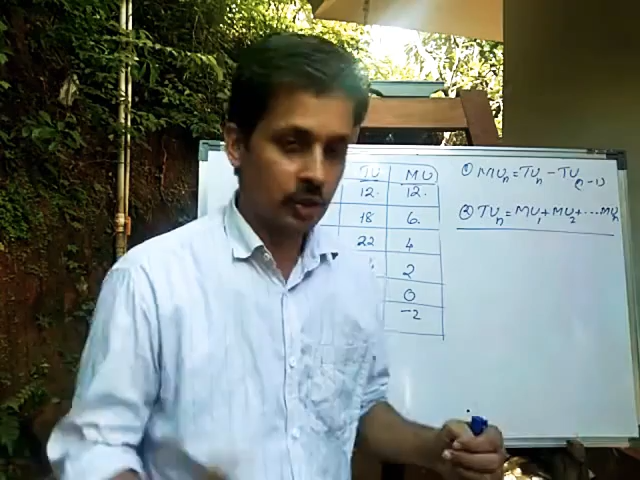 TU MU
12. 12.
18 6
22 4
2
0
-2
① MUn = TUn - TU(n-1)
② TUn = MU1 + MU2 + ... MUn